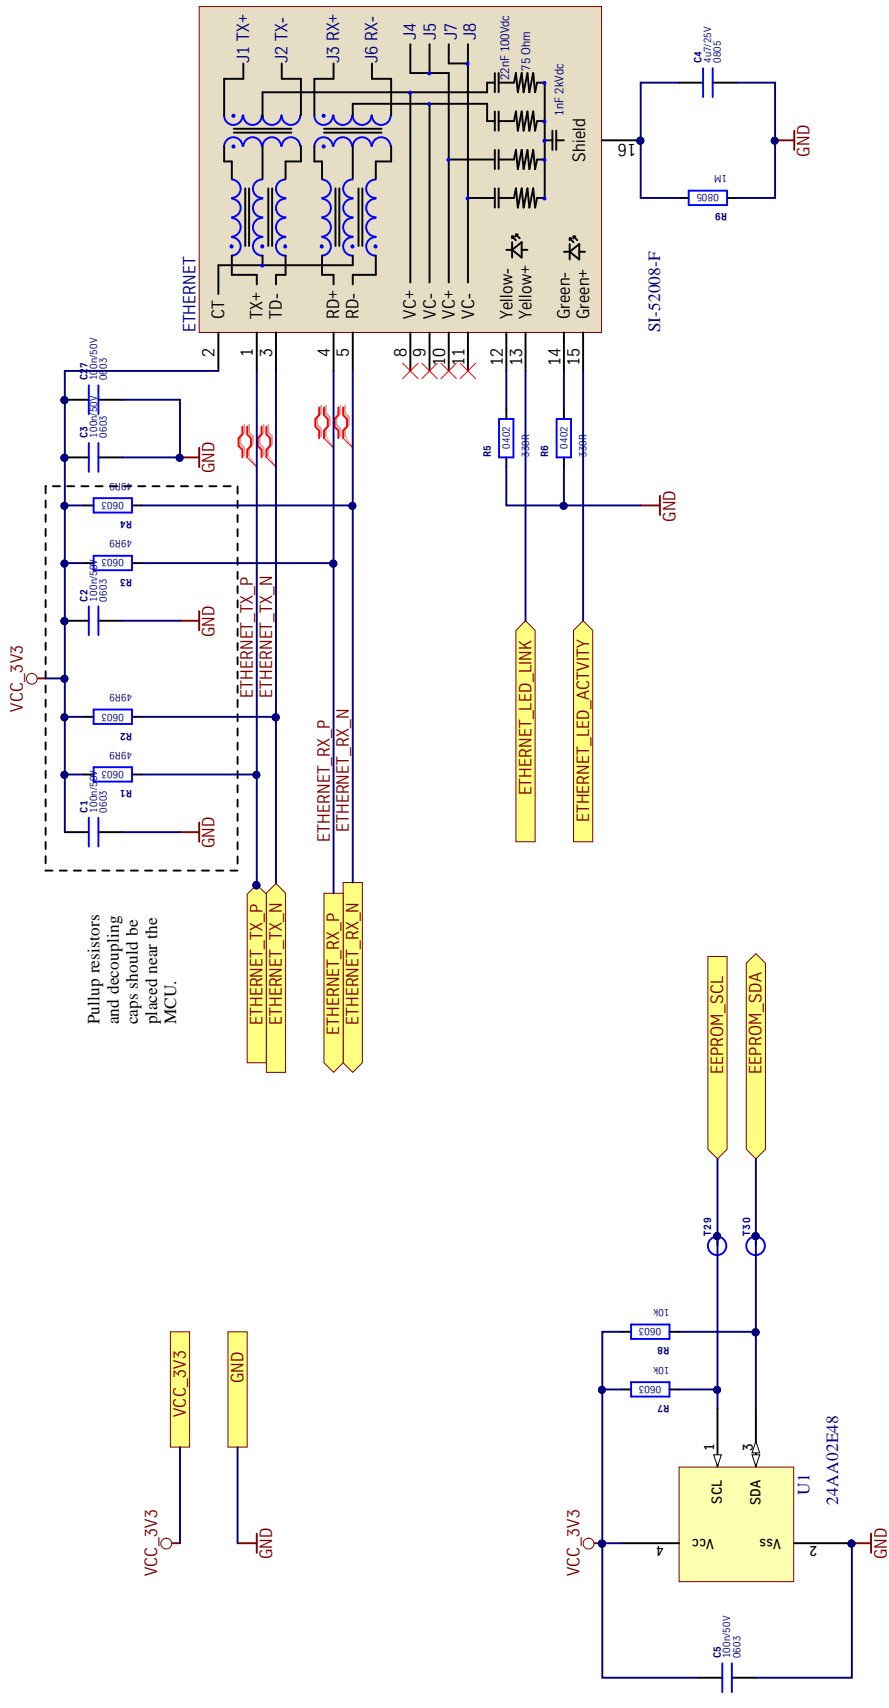 J1 TX+
J2 TX-
J3 RX+
J6 RX-
J4
J5
J7
J8
22nF 100Vdc
75 Ohm
1nF 2kVdc
Shield
16
ETHERNET
CT
TX+
TD-
RD+
RD-
VC+
VC-
VC+
VC-
Yellow-
Yellow+
Green-
Green+
2
1
3
4
5
8
9
10
11
12
13
14
15
SI-52008-F
C4
4u7/25V
0805
1M
0805
R9
GND
C27
100n/50V
0603
C3
100n/50V
0603
GND
49R9
0603
R4
49R9
0603
R3
C2
100n/50V
0603
GND
VCC_3V3
49R9
0603
R2
49R9
0603
R1
C1
100n/50V
0603
GND
R5
0402
330R
R6
0402
330R
GND
ETHERNET_TX_P
ETHERNET_TX_N
ETHERNET_RX_P
ETHERNET_RX_N
ETHERNET_LED_LINK
ETHERNET_LED_ACTVITY
Pullup resistors
and decoupling
caps should be
placed near the
MCU.
ETHERNET_TX_P
ETHERNET_TX_N
ETHERNET_RX_P
ETHERNET_RX_N
EEPROM_SCL
EEPROM_SDA
T29
T30
VCC_3V3
GND
VCC_3V3
GND
10k
0603
R8
10k
0603
R7
1
3
SCL
SDA
Vcc
Vss
4
2
U1
24AA02E48
VCC_3V3
GND
C5
100n/50V
0603